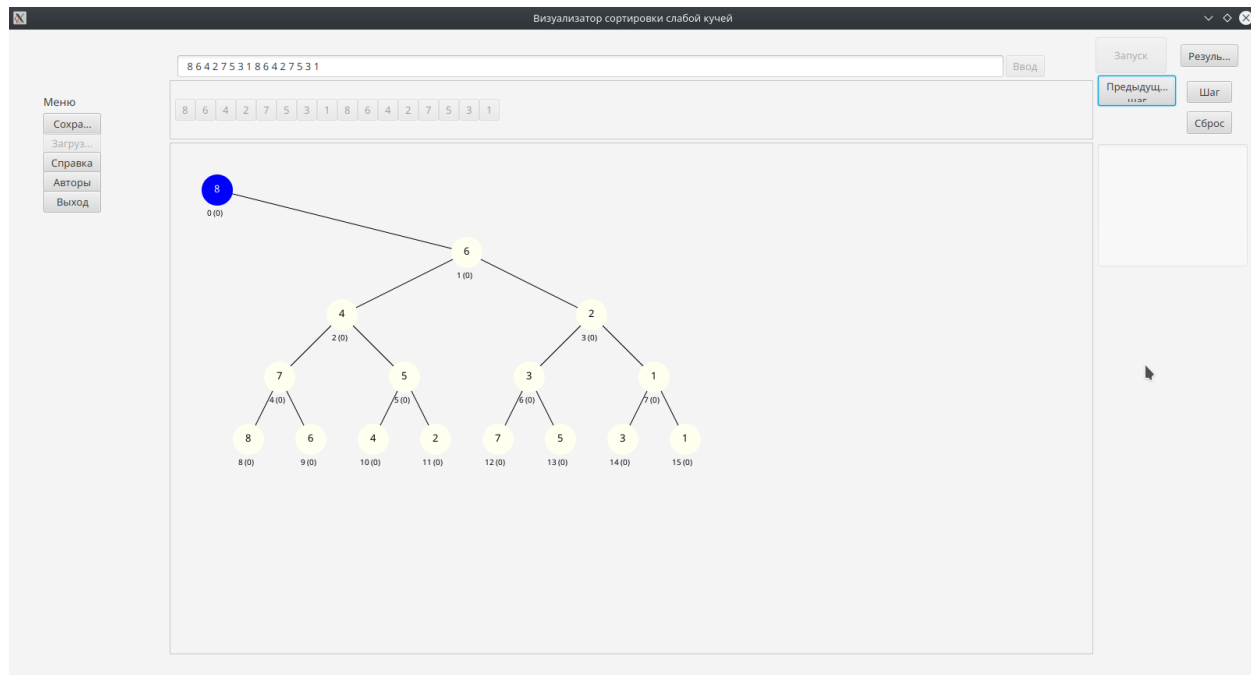 Визуализатор сортировки слабой кучей
8 6 4 2 7 5 3 1 8 6 4 2 7 5 3 1
Ввод
Запуск
Резуль...
Предыдущ...
шаг
Шаг
Сброс
Меню
Сохра...
Загруз...
Справка
Авторы
Выход
8 6 4 2 7 5 3 1 8 6 4 2 7 5 3 1
8
0 (0)
6
1 (0)
4 2
2 (0) 3 (0)
7 5 3 1
4 (0) 5 (0) 6 (0) 7 (0)
8 6 4 2 7 5 3 1
8 (0) 9 (0) 10 (0) 11 (0) 12 (0) 13 (0) 14 (0) 15 (0)